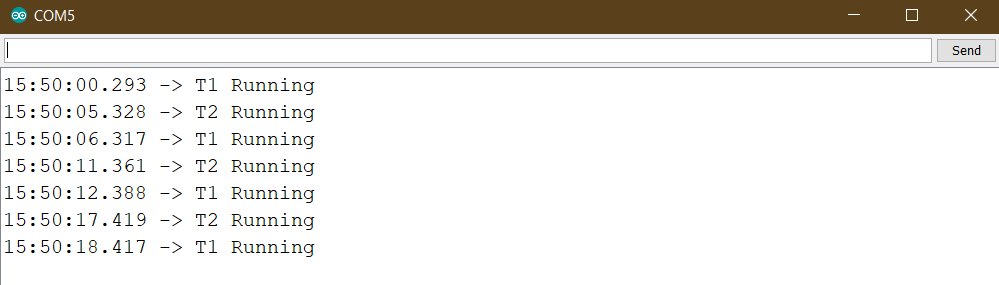 COM5
Send
15:50:00.293 -> T1 Running
15:50:05.328 -> T2 Running
15:50:06.317 -> T1 Running
15:50:11.361 -> T2 Running
15:50:12.388 -> T1 Running
15:50:17.419 -> T2 Running
15:50:18.417 -> T1 Running